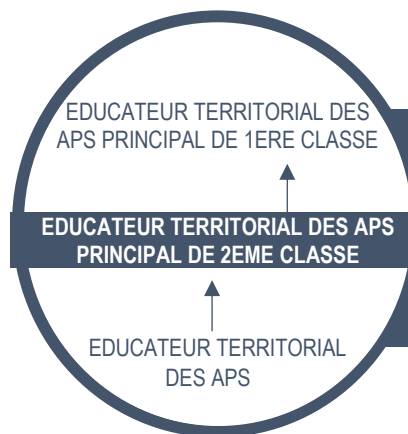 EDUCATEUR TERRITORIAL DES
APS PRINCIPAL DE 1ERE CLASSE
EDUCATEUR TERRITORIAL DES APS
PRINCIPAL DE 2EME CLASSE
EDUCATEUR TERRITORIAL
DES APS